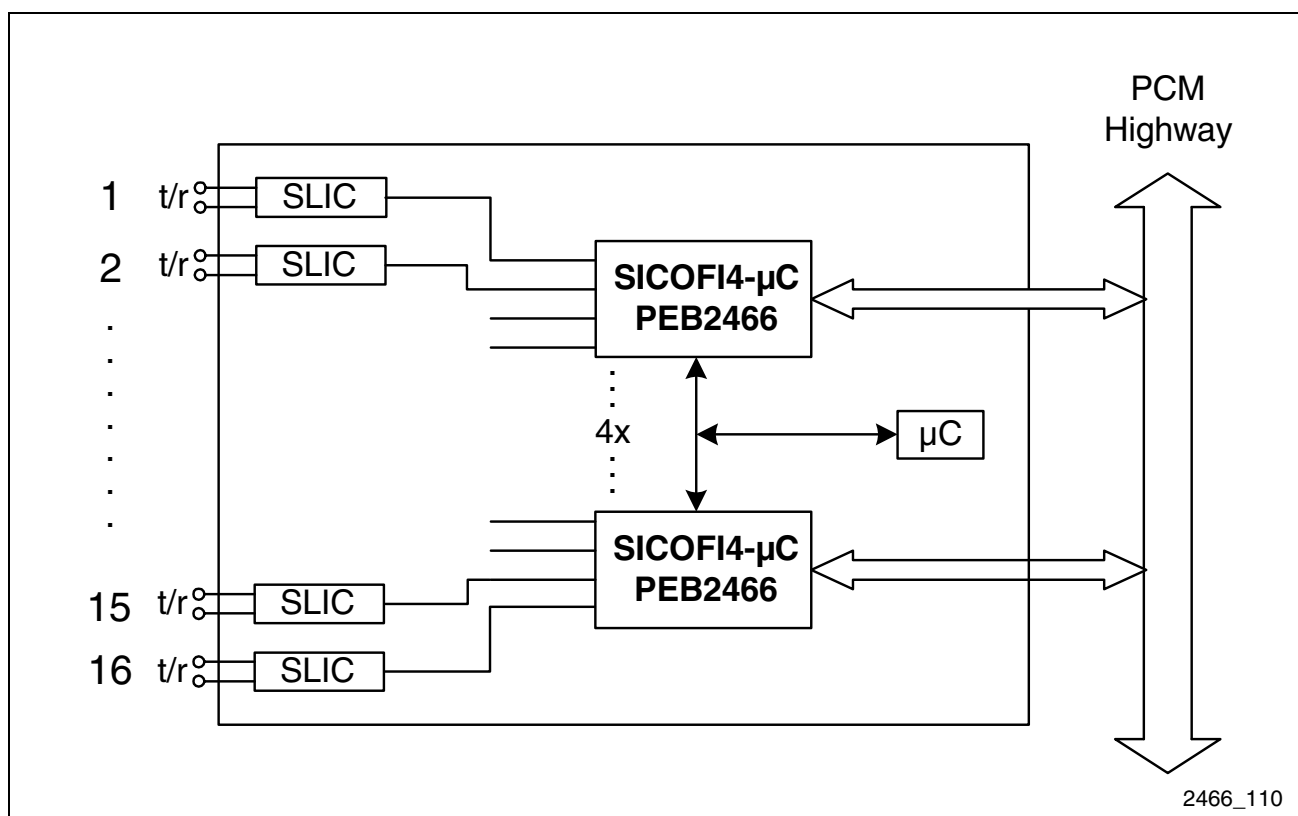 PCM
Highway
1 t/r SLIC
2 t/r SLIC
SICOFI4-µC
PEB2466
4x
µC
SICOFI4-µC
PEB2466
15 t/r SLIC
16 t/r SLIC
2466_110